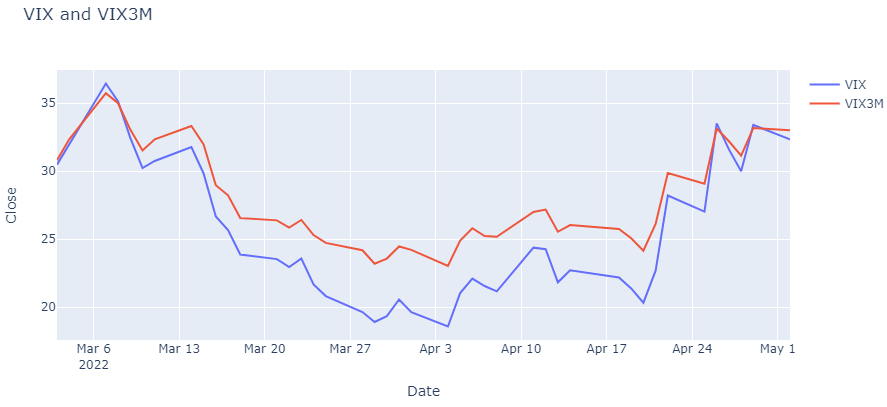 VIX and VIX3M
VIX
VIX3M
Close
35
30
25
20
Mar 6
2022
Mar 13
Mar 20
Mar 27
Apr 3
Apr 10
Apr 17
Apr 24
May 1
Date